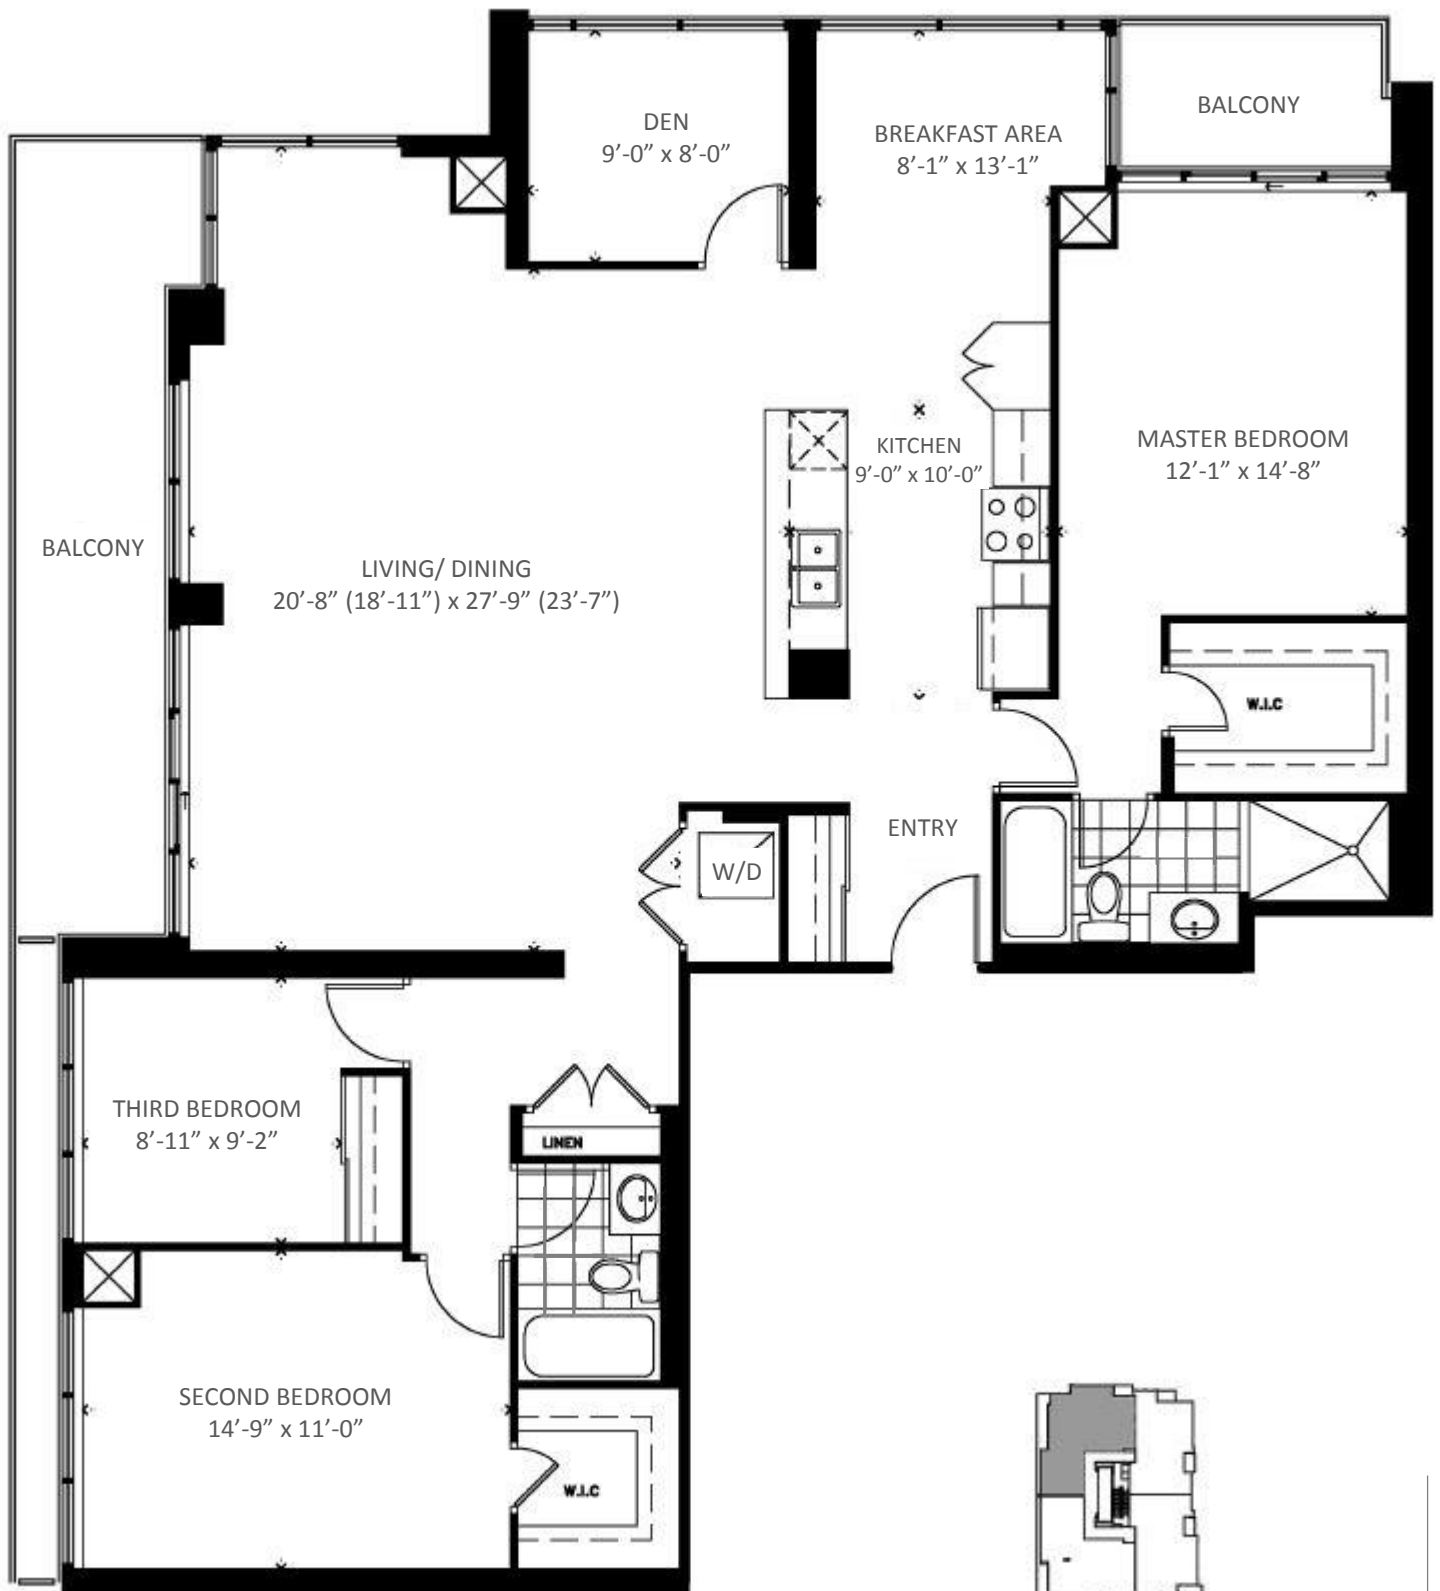 DEN
9’-0” x 8’-0”
BREAKFAST AREA
8’-1” x 13’-1”
BALCONY
KITCHEN
9’-0” x 10’-0”
MASTER BEDROOM
12’-1” x 14’-8”
BALCONY
LIVING/ DINING
20’-8” (18’-11”) x 27’-9” (23’-7”)
W.I.C
ENTRY
W/D
THIRD BEDROOM
8’-11” x 9’-2”
LINEN
SECOND BEDROOM
14’-9” x 11’-0”
W.I.C